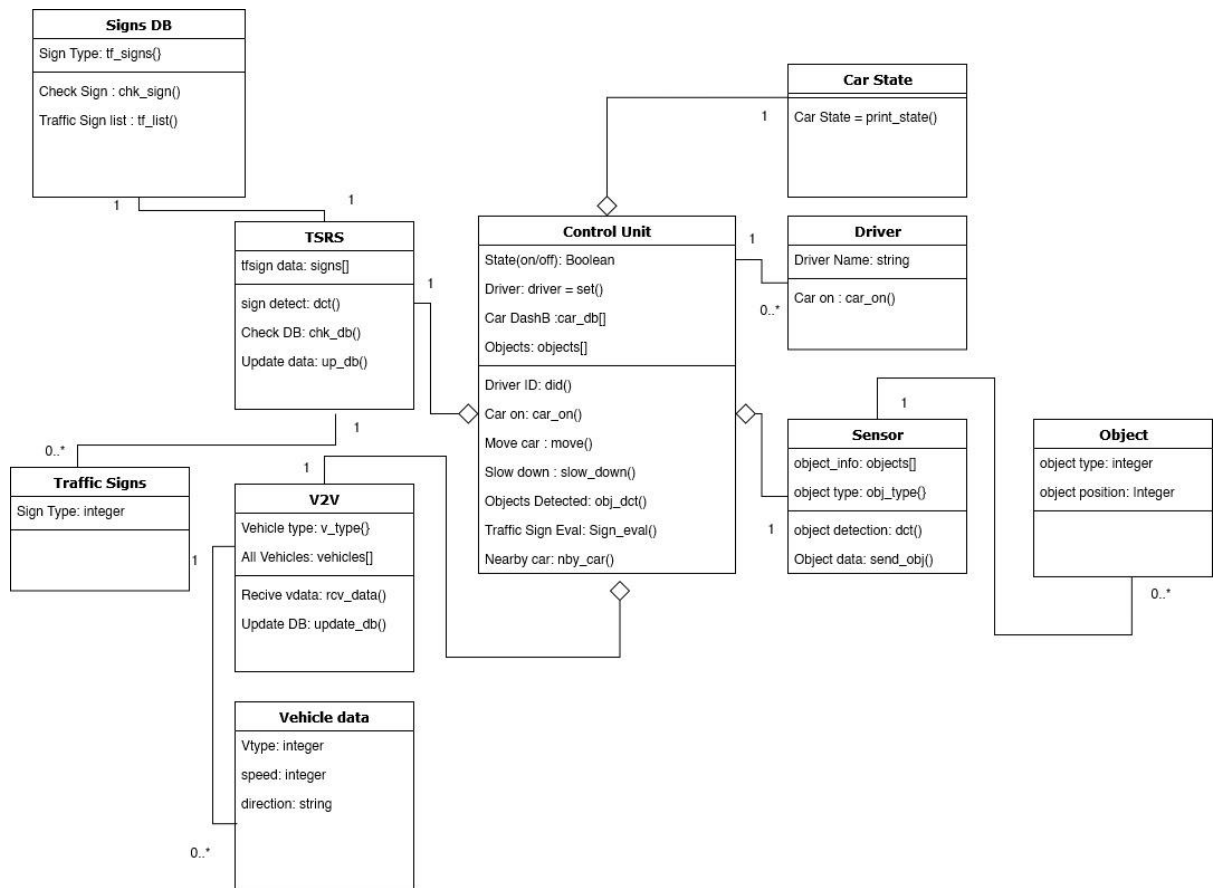 Signs DB
Sign Type: tf_signs{}
Check Sign : chk_sign()
Traffic Sign list : tf_list()
1
1
Car State
Car State = print_state()
1
TSRS
tfsign data: signs[]
sign detect: dct()
Check DB: chk_db()
Update data: up_db()
1
1
0..*
Control Unit
State(on/off): Boolean
Driver: driver = set()
Car DashB :car_db[]
Objects: objects[]
Driver ID: did()
Car on: car_on()
Move car : move()
Slow down : slow_down()
Objects Detected: obj_dct()
Traffic Sign Eval: Sign_eval()
Nearby car: nby_car()
1
0..*
Driver
Driver Name: string
Car on : car_on()
1
1
Sensor
object_info: objects[]
object type: obj_type{}
object detection: dct()
Object data: send_obj()
Object
object type: integer
object position: Integer
0..*
Traffic Signs
Sign Type: integer
1
1
V2V
Vehicle type: v_type{}
All Vehicles: vehicles[]
Recive vdata: rcv_data()
Update DB: update_db()
Vehicle data
Vtype: integer
speed: integer
direction: string
0..*